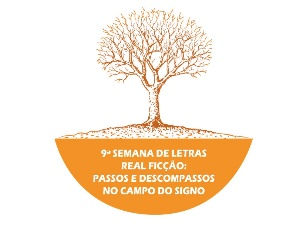 9ª SEMANA DE LETRAS
REAL FICÇÃO:
PASSOS E DESCOMPASSOS
NO CAMPO DO SIGNO